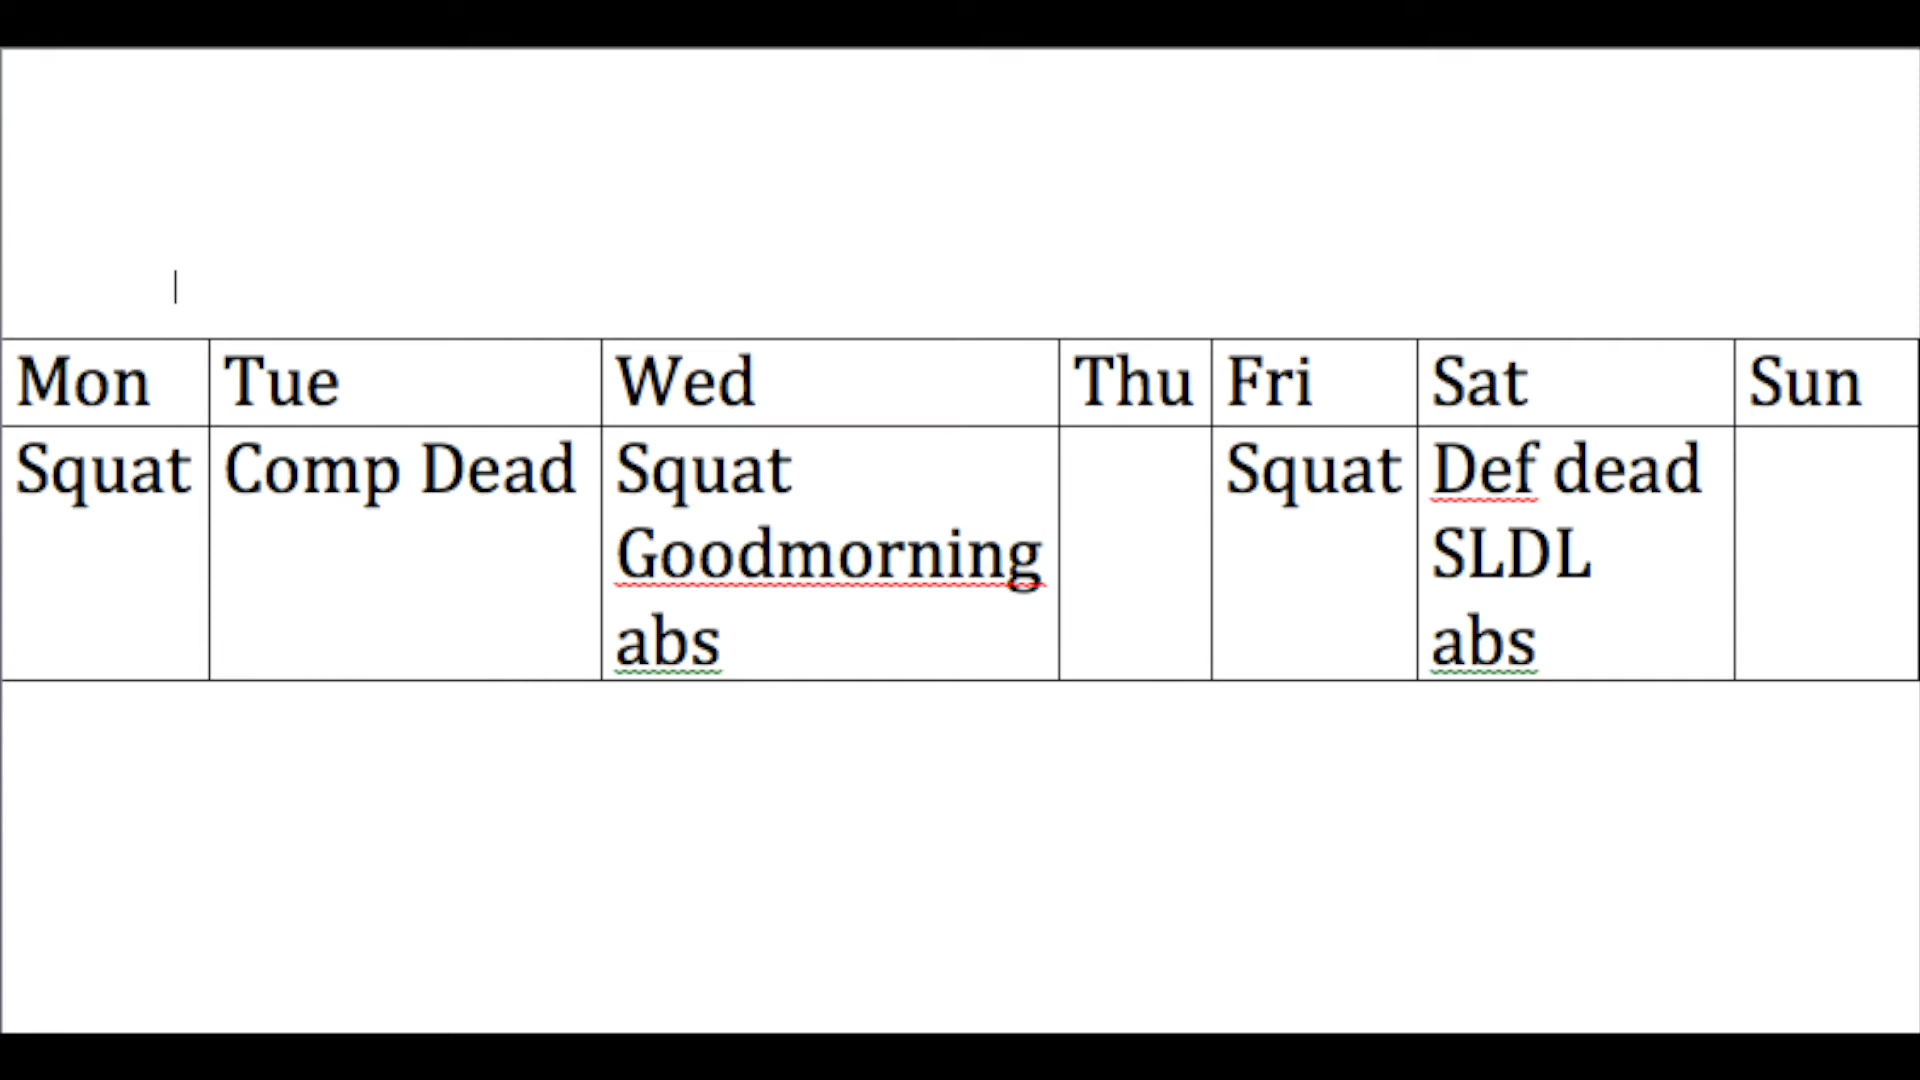 Mon Tue Wed Thu Fri Sat Sun
Squat Comp Dead Squat Squat Def dead
Goodmorning SLDL
abs abs